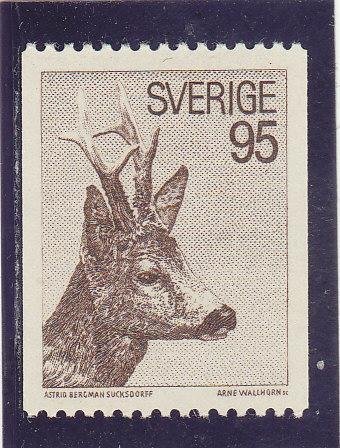 SVERIGE
95
ASTRID BERGMAN SUCKSDORFF ARNE WALLHORN SC